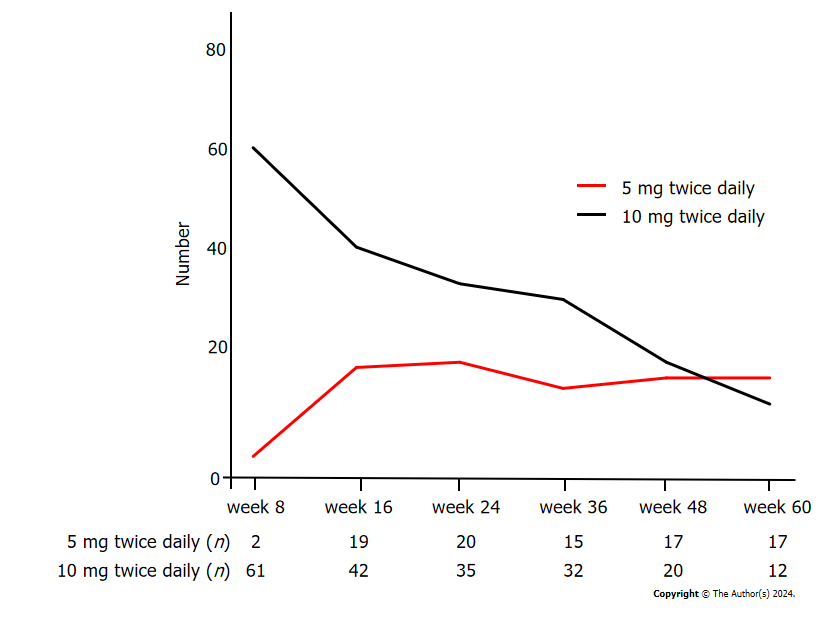 80
60
40
20
0
Number
5 mg twice daily
10 mg twice daily
week 8 week 16 week 24 week 36 week 48 week 60
5 mg twice daily (n) 2 19 20 15 17 17
10 mg twice daily (n) 61 42 35 32 20 12
Copyright © The Author(s) 2024.